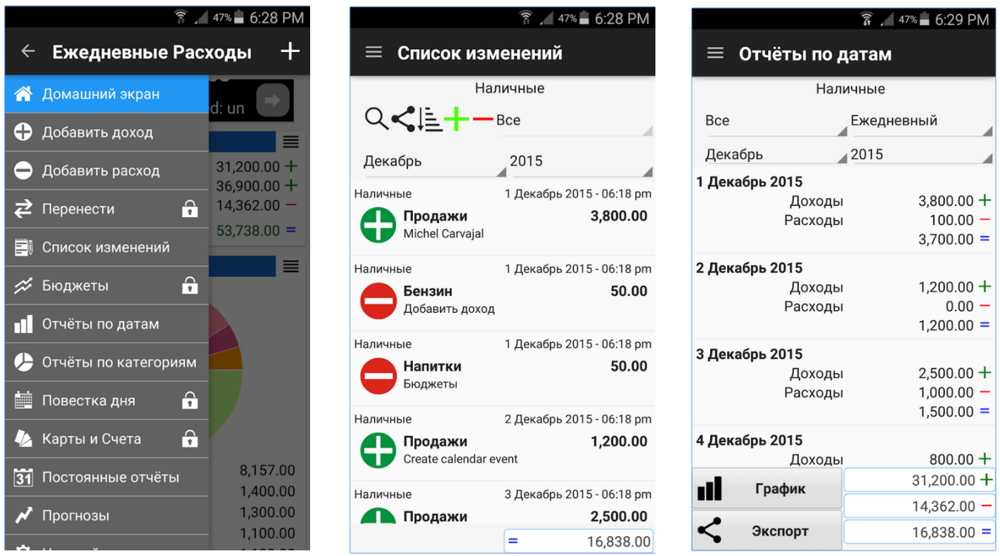 47% 6:28 PM
Ежедневные Расходы
Домашний экран
d: un
Добавить доход
Добавить расход
31,200.00 +
36,900.00 +
Перенести
14,362.00 −
53,738.00 =
Список изменений
Бюджеты
Отчёты по датам
Отчёты по категориям
Повестка дня
Карты и Счета
Постоянные отчёты
31
8,157.00
1,400.00
Прогнозы
1,300.00
1,100.00
47% 6:28 PM
Список изменений
Наличные
Все
Декабрь 2015
Наличные 1 Декабрь 2015 - 06:18 pm
Продажи 3,800.00
Michel Carvajal
Наличные 1 Декабрь 2015 - 06:18 pm
Бензин 50.00
Добавить доход
Наличные 1 Декабрь 2015 - 06:18 pm
Напитки 50.00
Бюджеты
Наличные 2 Декабрь 2015 - 06:18 pm
Продажи 1,200.00
Create calendar event
Наличные 3 Декабрь 2015 - 06:18 pm
Продажи 2,500.00
= 16,838.00
47% 6:29 PM
Отчёты по датам
Наличные
Все Ежедневный
Декабрь 2015
1 Декабрь 2015
Доходы 3,800.00 +
Расходы 100.00 −
3,700.00 =
2 Декабрь 2015
Доходы 1,200.00 +
Расходы 0.00 −
1,200.00 =
3 Декабрь 2015
Доходы 2,500.00 +
Расходы 1,000.00 −
1,500.00 =
4 Декабрь 2015
Доходы 800.00 +
График
31,200.00 +
14,362.00 −
Экспорт
16,838.00 =